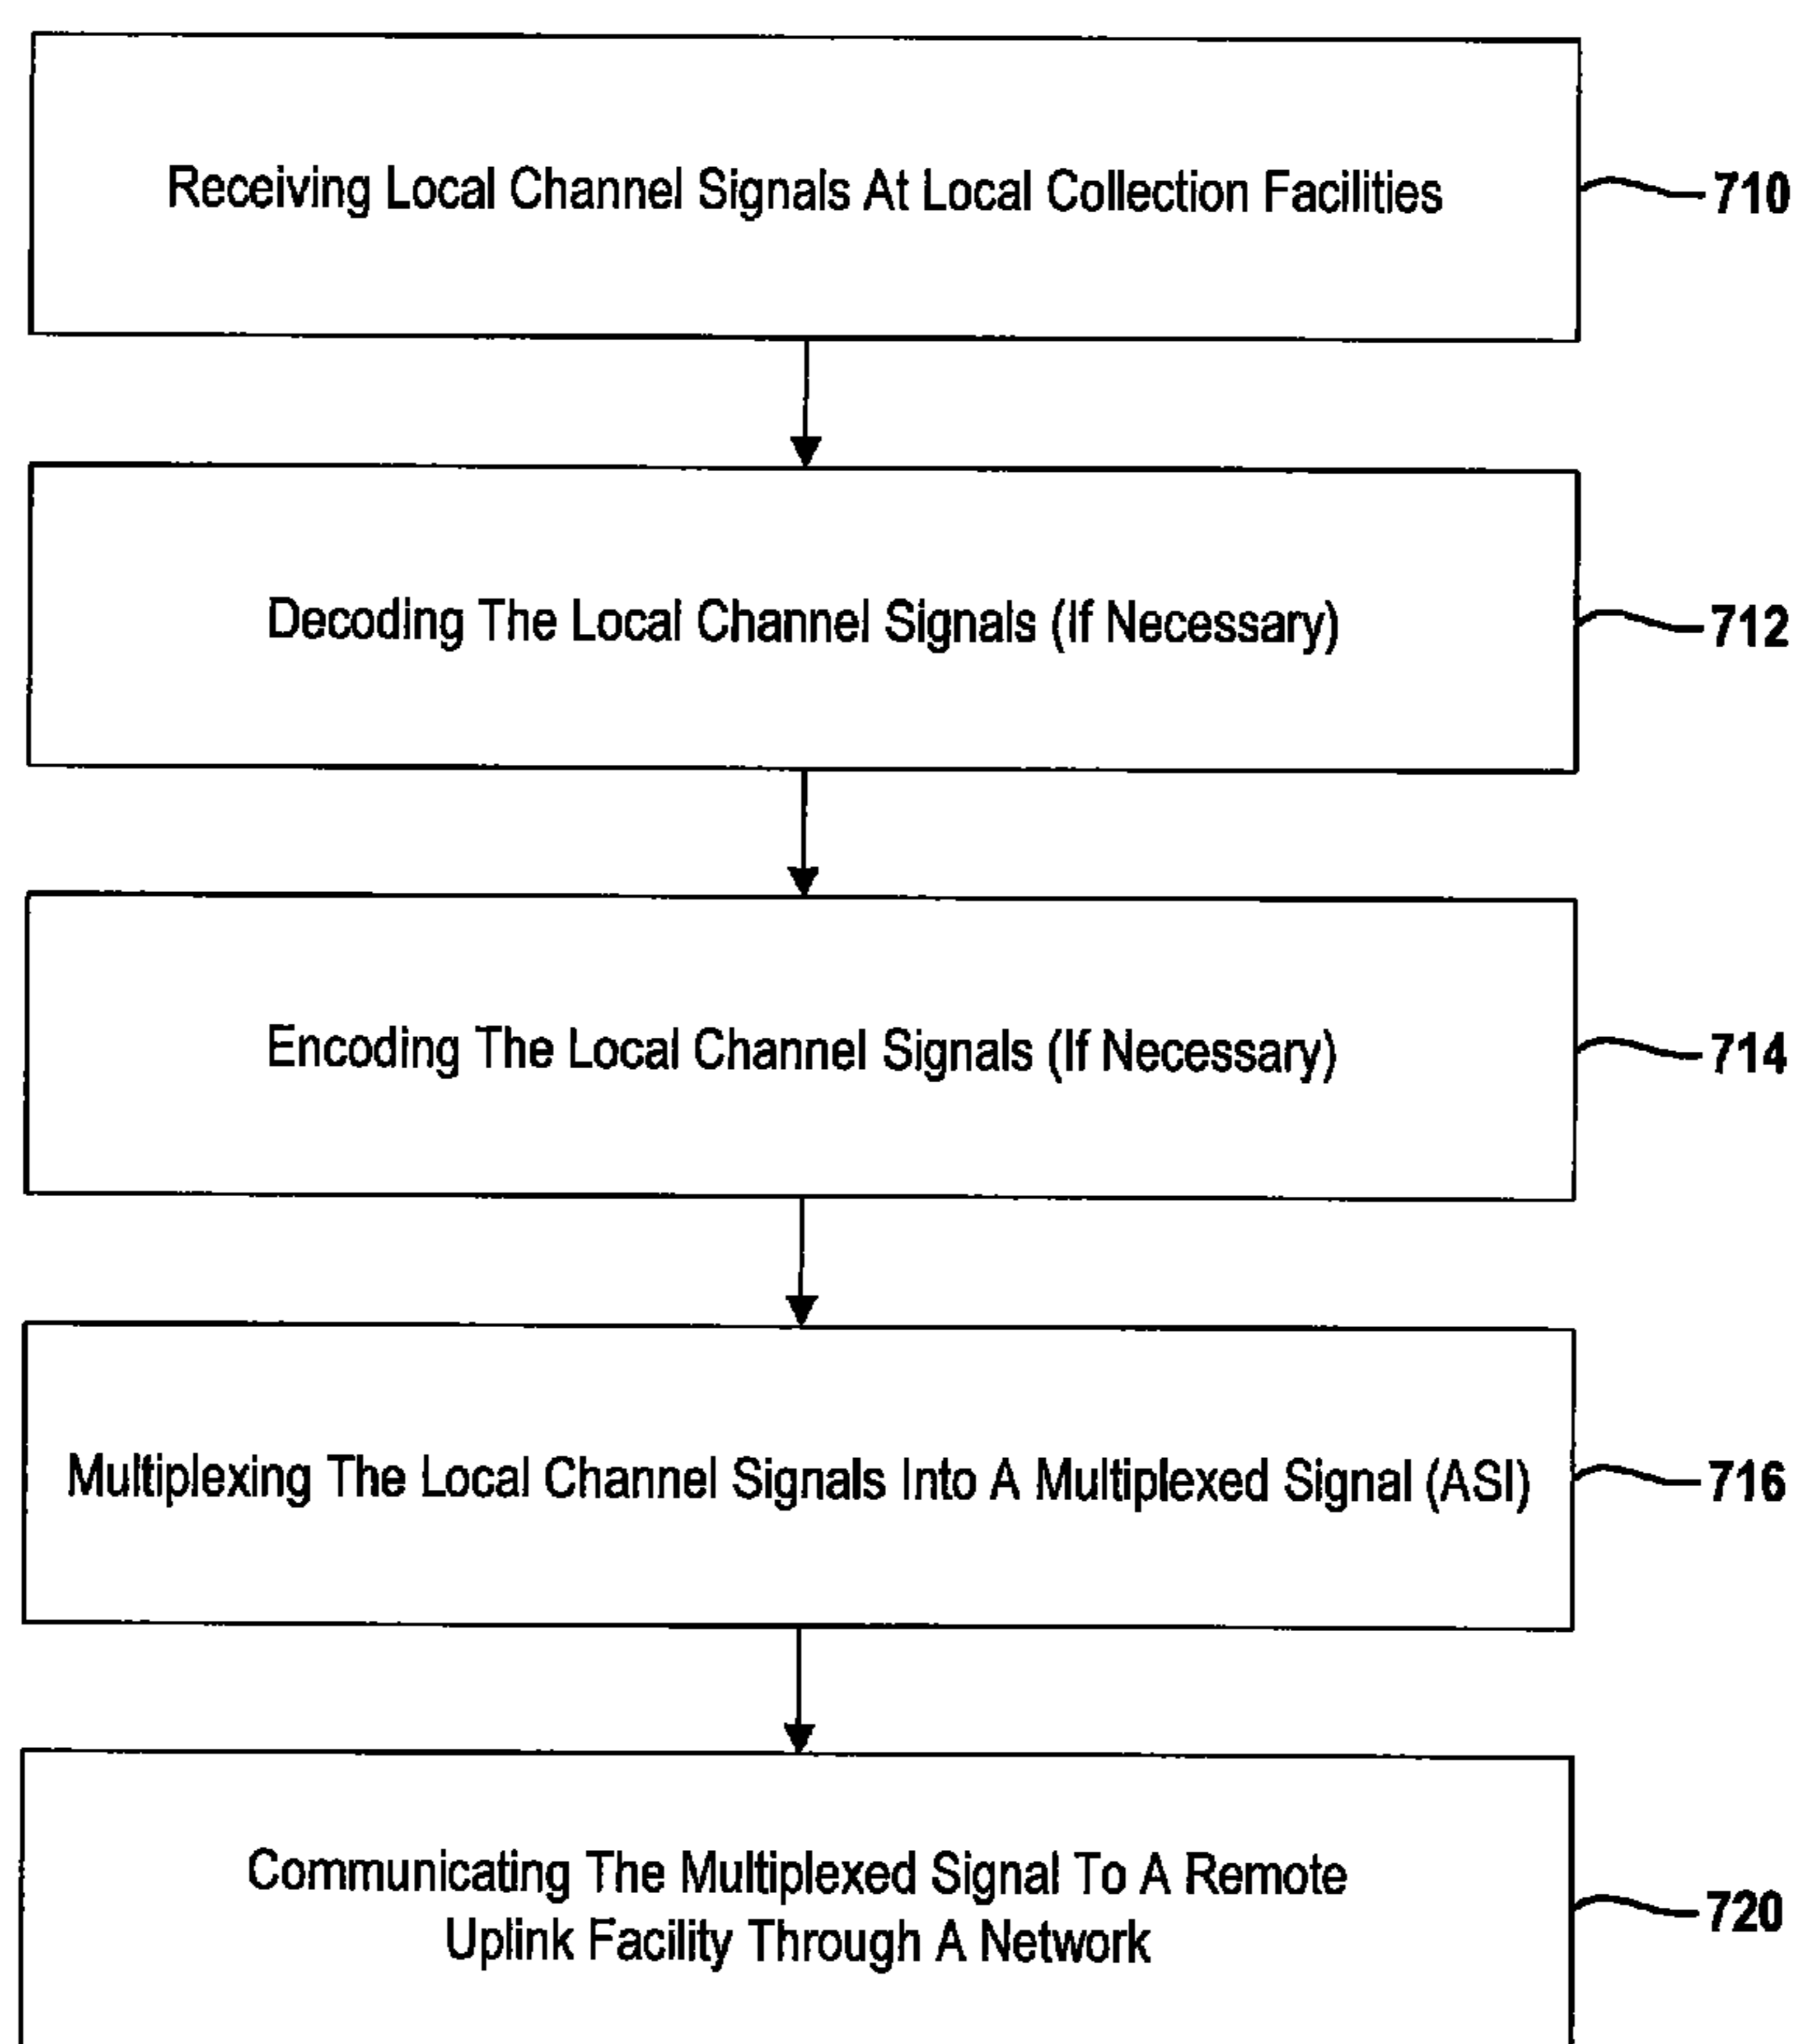 Receiving Local Channel Signals At Local Collection Facilities
710
Decoding The Local Channel Signals (If Necessary)
712
Encoding The Local Channel Signals (If Necessary)
714
Multiplexing The Local Channel Signals Into A Multiplexed Signal (ASI)
716
Communicating The Multiplexed Signal To A Remote
Uplink Facility Through A Network
720